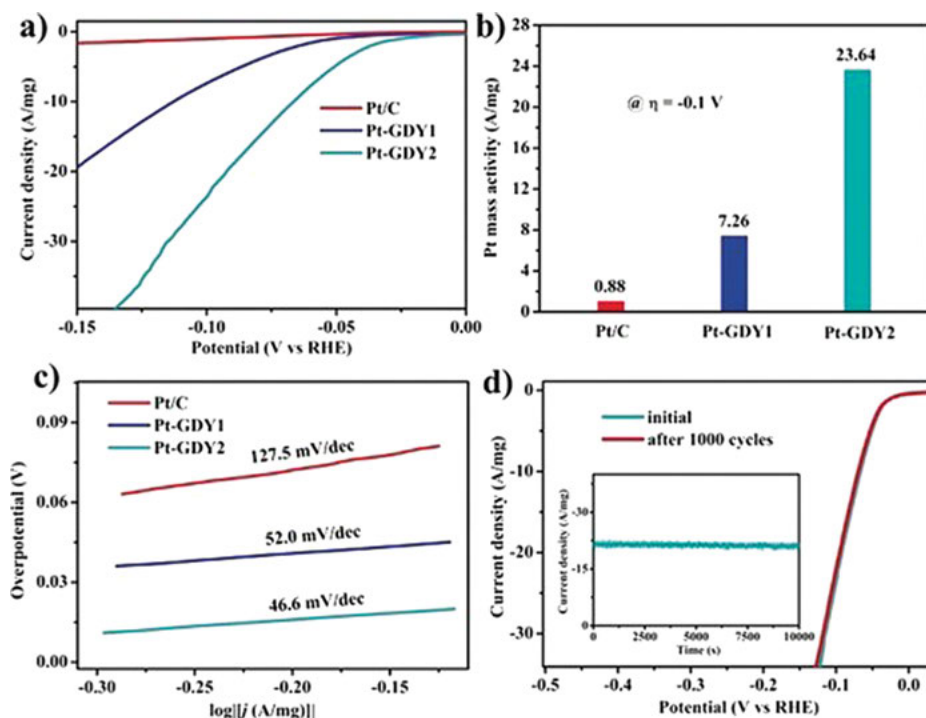 a)
0
-10
-20
-30
Current density (A/mg)
Pt/C
Pt-GDY1
Pt-GDY2
-0.15
-0.10
-0.05
0.00
Potential (V vs RHE)
b)
28
24
20
16
12
8
4
0
Pt mass activity (A/mg)
@ η = -0.1 V
0.88
7.26
23.64
Pt/C
Pt-GDY1
Pt-GDY2
c)
0.09
0.06
0.03
0.00
Overpotential (V)
Pt/C
Pt-GDY1
Pt-GDY2
127.5 mV/dec
52.0 mV/dec
46.6 mV/dec
-0.30
-0.25
-0.20
-0.15
log||[j (A/mg)]||
d)
0
-10
-20
-30
Current density (A/mg)
initial
after 1000 cycles
-30
-15
0
Current density (A/mg)
0
2500
5000
7500
10000
Time (s)
-0.5
-0.4
-0.3
-0.2
-0.1
0.0
Potential (V vs RHE)